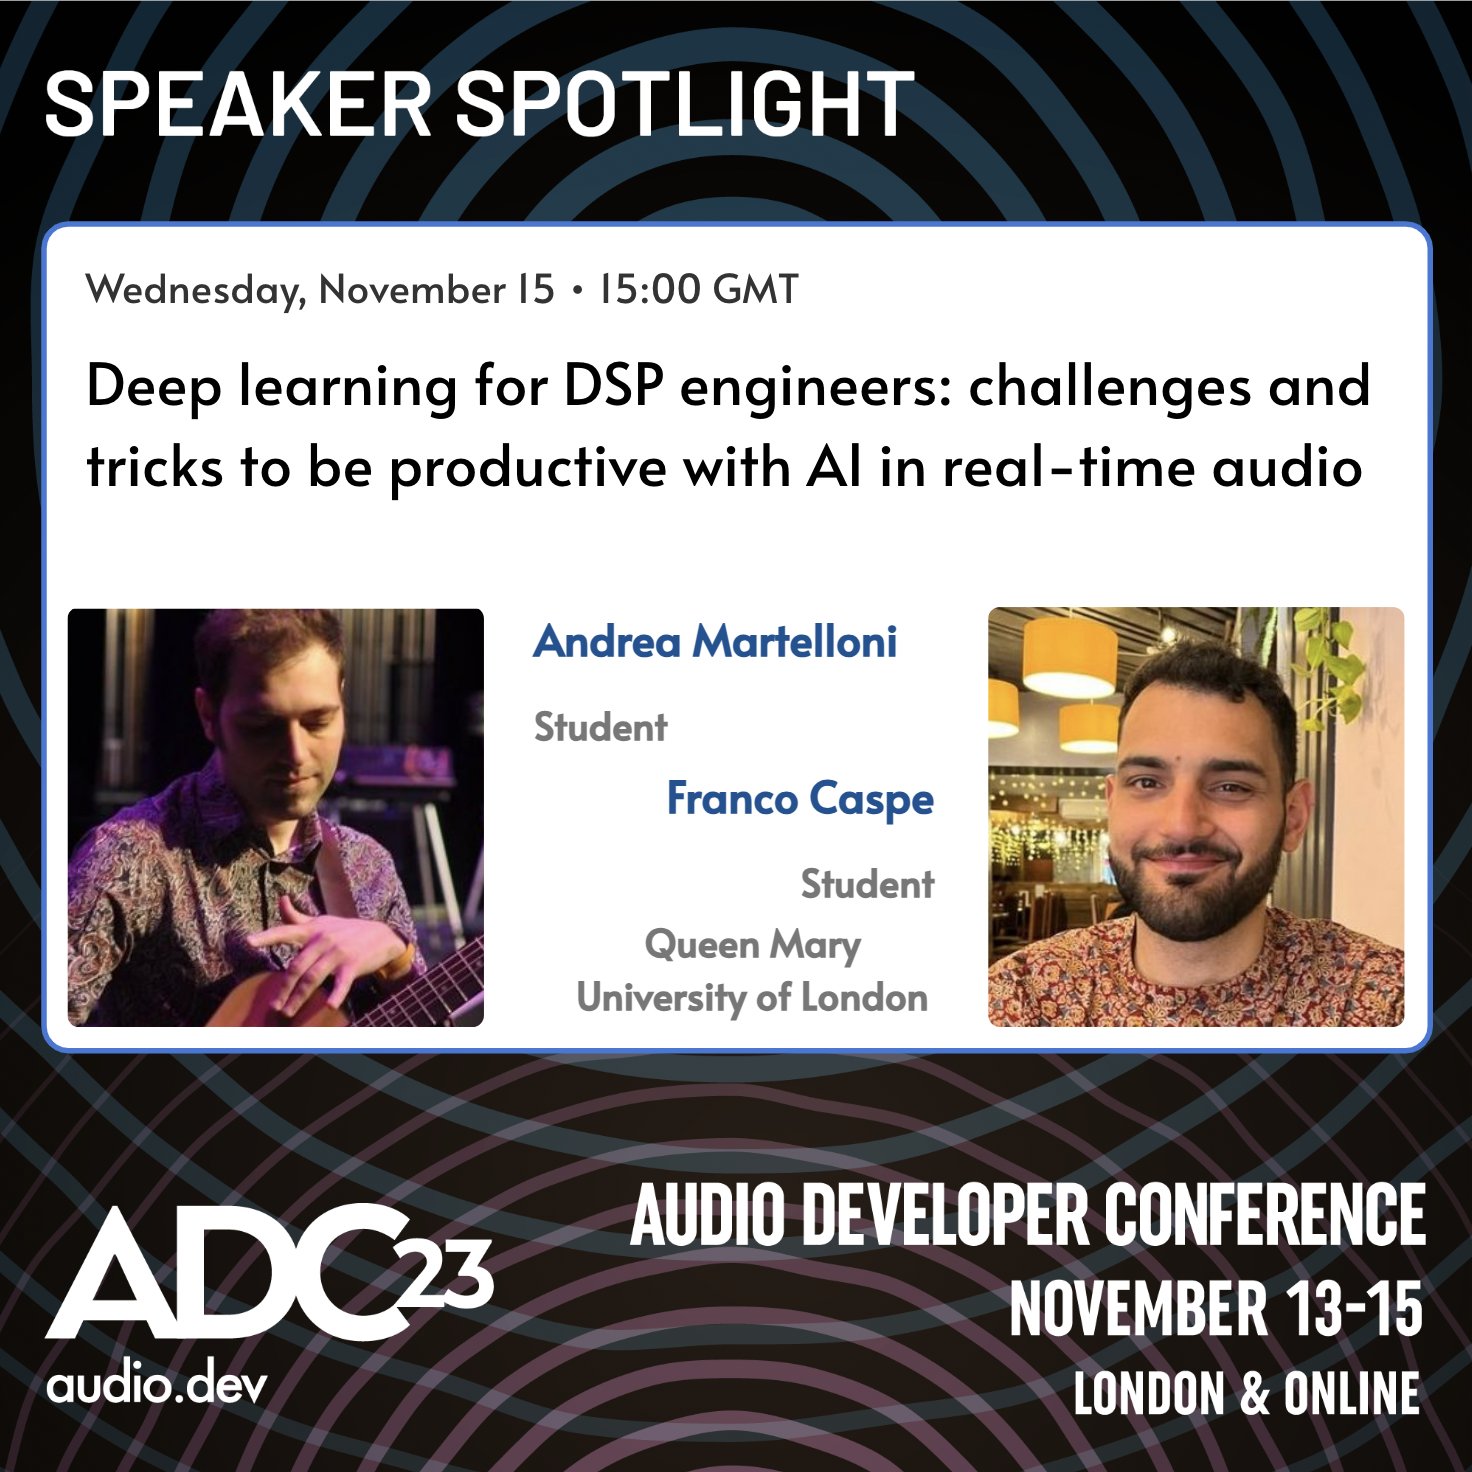 SPEAKER SPOTLIGHT
Wednesday, November 15 • 15:00 GMT
Deep learning for DSP engineers: challenges and
tricks to be productive with AI in real-time audio
Andrea Martelloni
Student
Franco Caspe
Student
Queen Mary
University of London
ADC23
audio.dev
AUDIO DEVELOPER CONFERENCE
NOVEMBER 13-15
LONDON & ONLINE